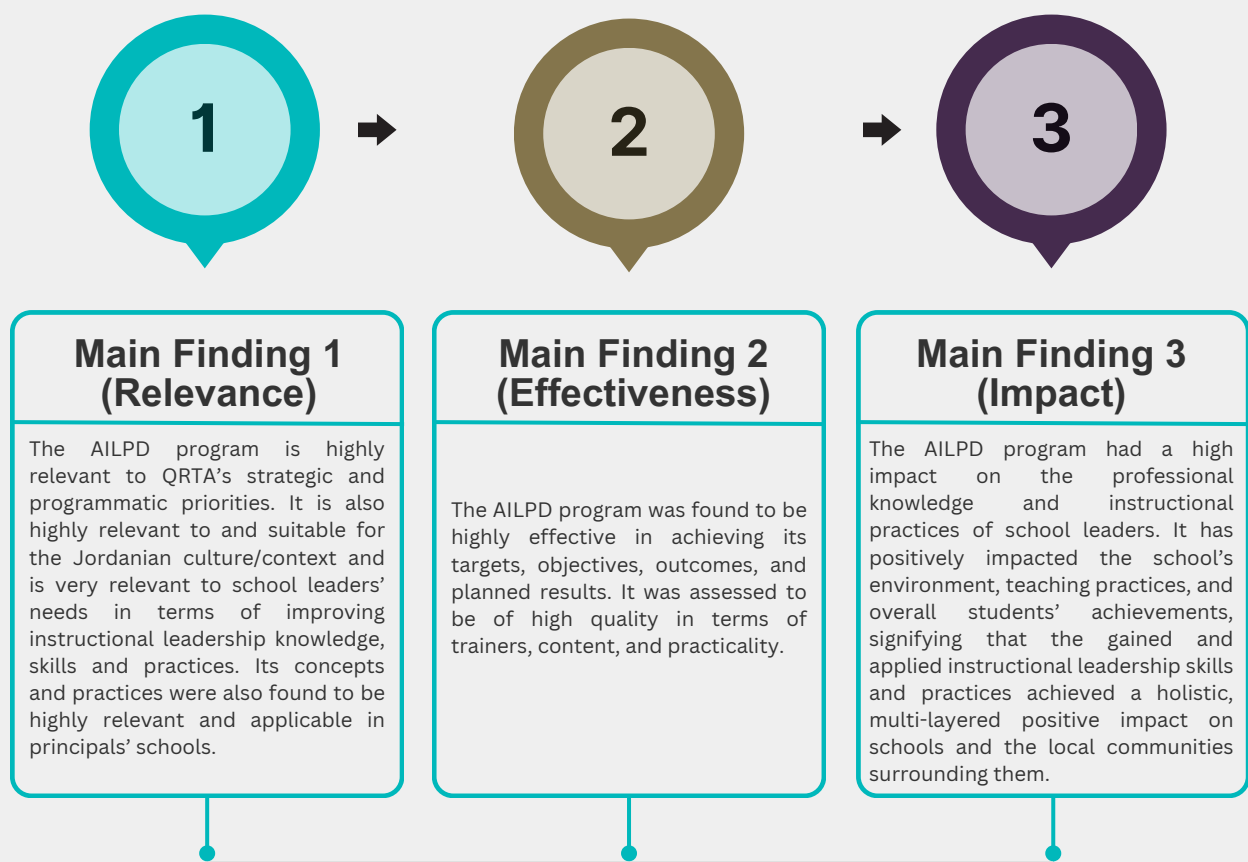 1
2
3
Main Finding 1
(Relevance)
The AILPD program is highly
relevant to QRTA’s strategic and
programmatic priorities. It is also
highly relevant to and suitable for
the Jordanian culture/context and
is very relevant to school leaders’
needs in terms of improving
instructional leadership knowledge,
skills and practices. Its concepts
and practices were also found to be
highly relevant and applicable in
principals’ schools.
Main Finding 2
(Effectiveness)
The AILPD program was found to be
highly effective in achieving its
targets, objectives, outcomes, and
planned results. It was assessed to
be of high quality in terms of
trainers, content, and practicality.
Main Finding 3
(Impact)
The AILPD program had a high
impact on the professional
knowledge and instructional
practices of school leaders. It has
positively impacted the school’s
environment, teaching practices, and
overall students’ achievements,
signifying that the gained and
applied instructional leadership skills
and practices achieved a holistic,
multi-layered positive impact on
schools and the local communities
surrounding them.